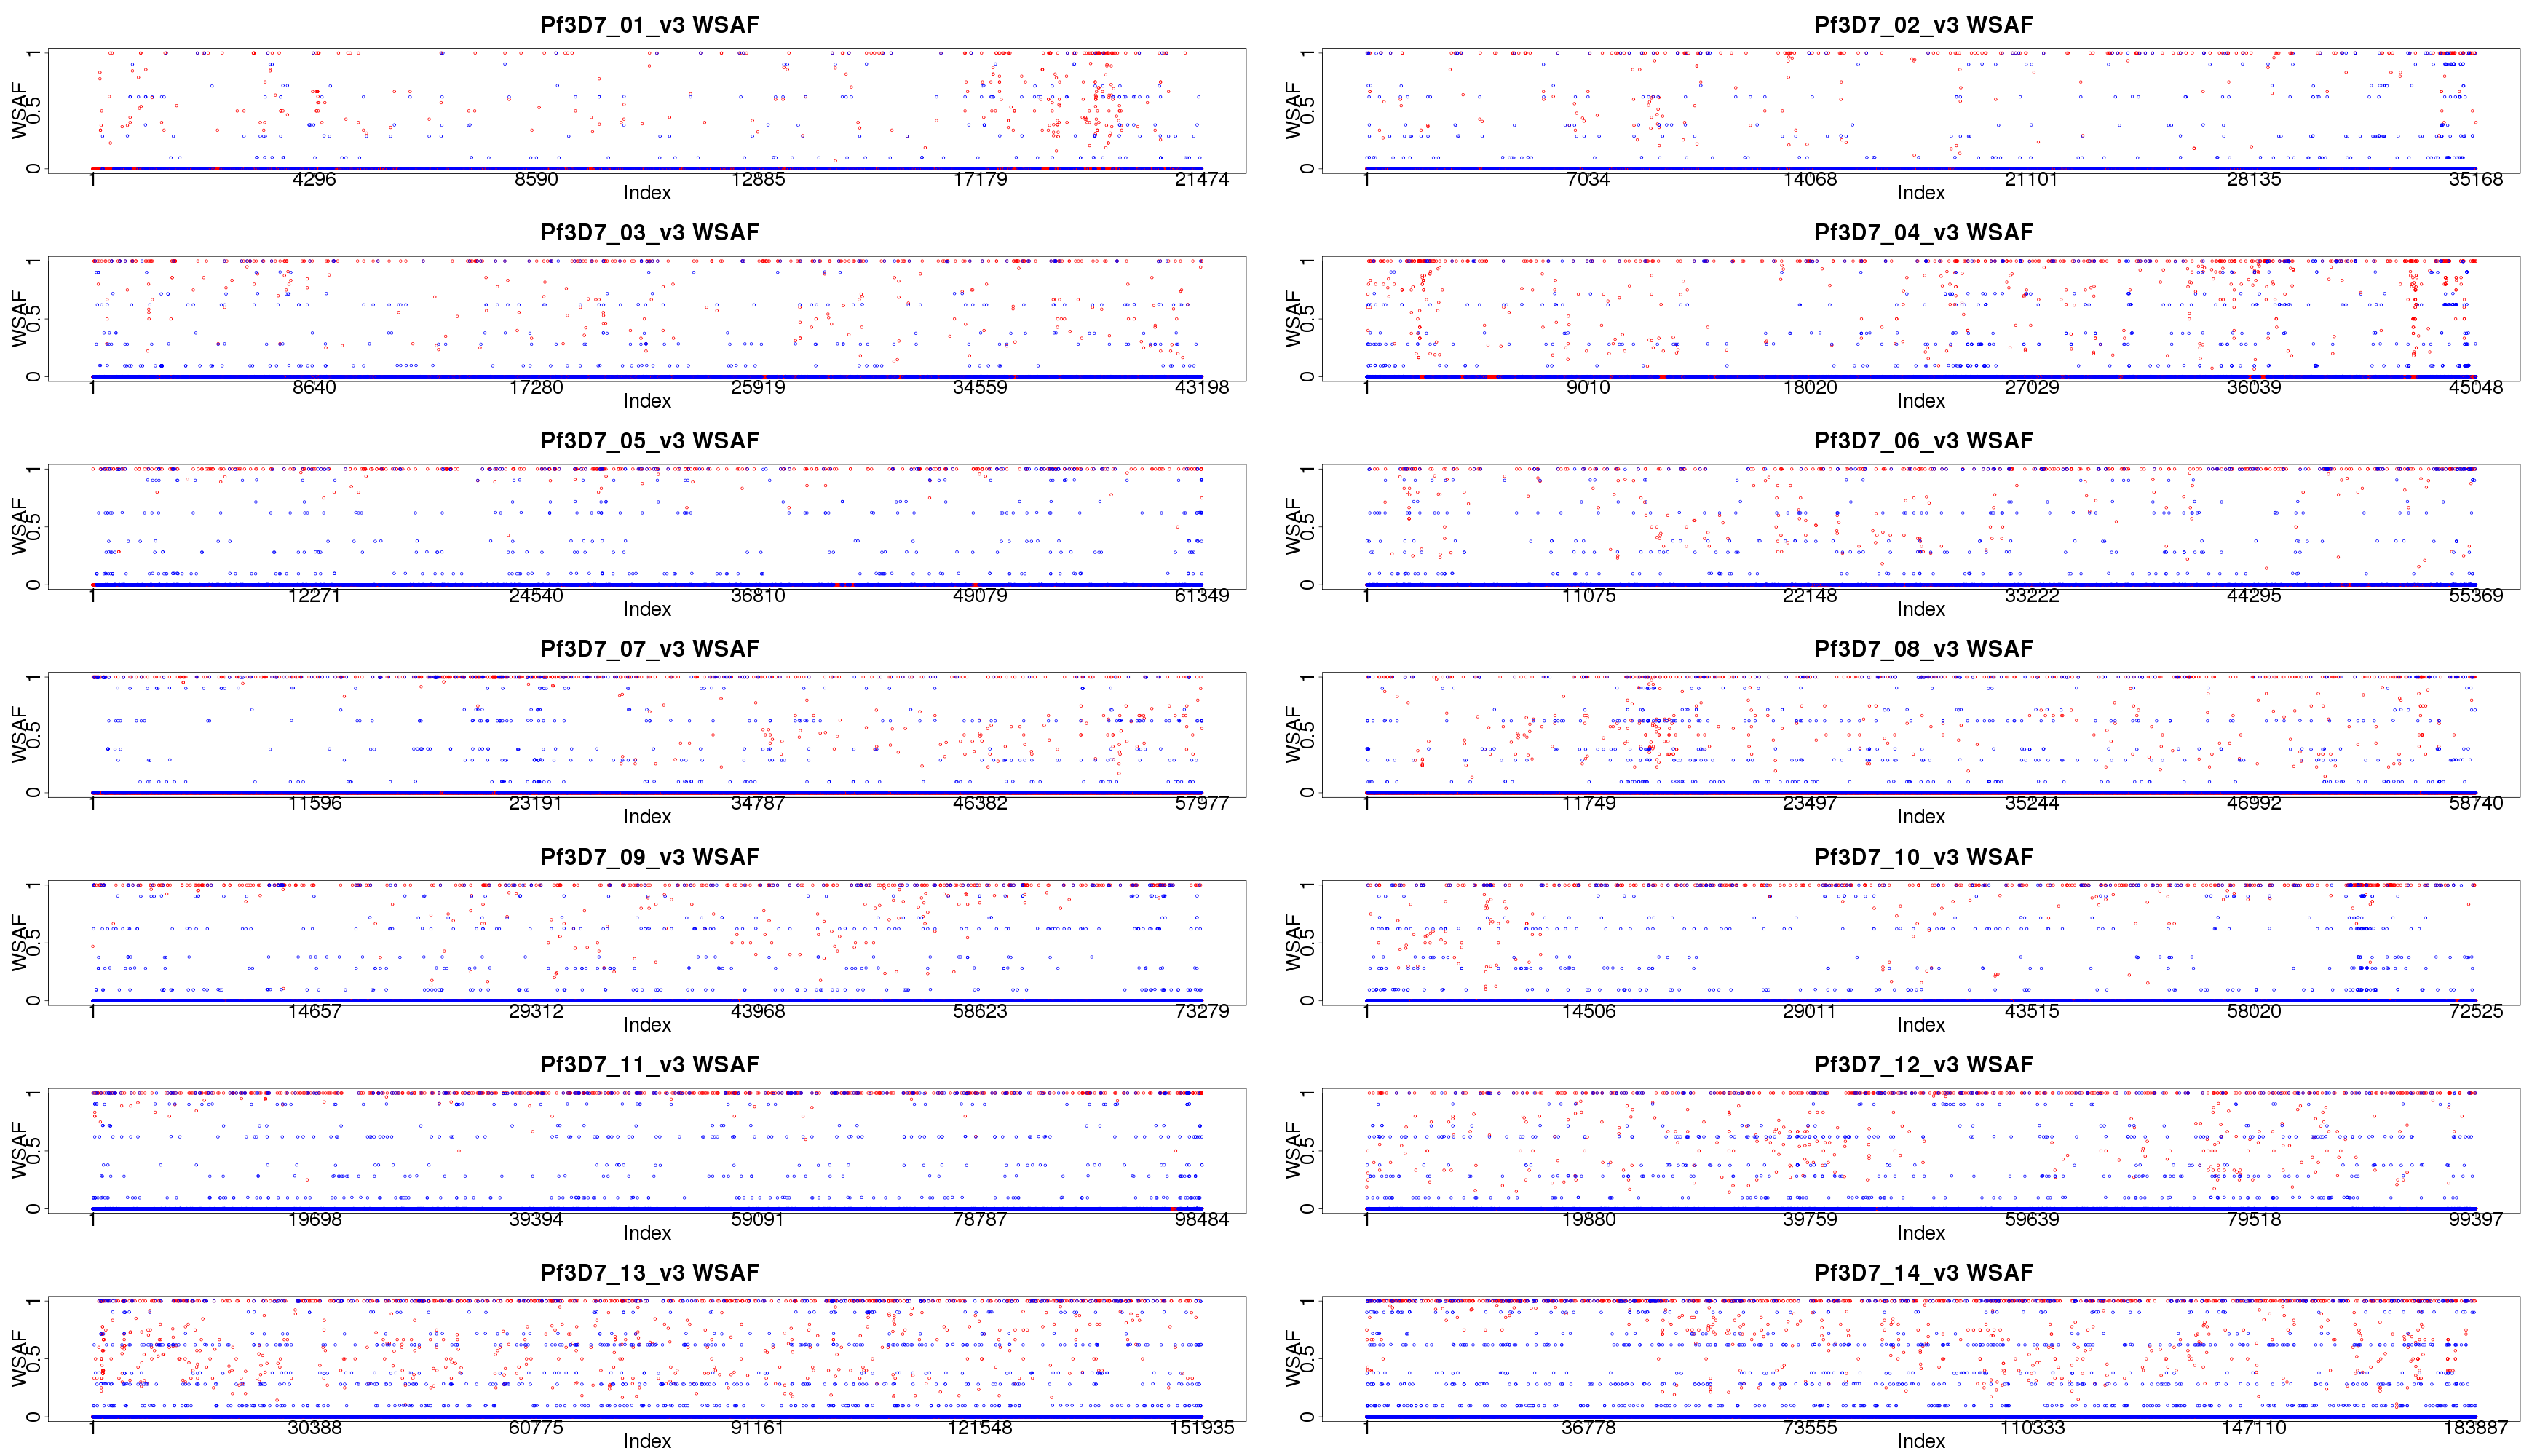 Pf3D7_01_v3 WSAF
WSAF
0 0.5 1
1 4296 8590 12885 17179 21474
Index
Pf3D7_02_v3 WSAF
WSAF
0 0.5 1
1 7034 14068 21101 28135 35168
Index
Pf3D7_03_v3 WSAF
WSAF
0 0.5 1
1 8640 17280 25919 34559 43198
Index
Pf3D7_04_v3 WSAF
WSAF
0 0.5 1
1 9010 18020 27029 36039 45048
Index
Pf3D7_05_v3 WSAF
WSAF
0 0.5 1
1 12271 24540 36810 49079 61349
Index
Pf3D7_06_v3 WSAF
WSAF
0 0.5 1
1 11075 22148 33222 44295 55369
Index
Pf3D7_07_v3 WSAF
WSAF
0 0.5 1
1 11596 23191 34787 46382 57977
Index
Pf3D7_08_v3 WSAF
WSAF
0 0.5 1
1 11749 23497 35244 46992 58740
Index
Pf3D7_09_v3 WSAF
WSAF
0 0.5 1
1 14657 29312 43968 58623 73279
Index
Pf3D7_10_v3 WSAF
WSAF
0 0.5 1
1 14506 29011 43515 58020 72525
Index
Pf3D7_11_v3 WSAF
WSAF
0 0.5 1
1 19698 39394 59091 78787 98484
Index
Pf3D7_12_v3 WSAF
WSAF
0 0.5 1
1 19880 39759 59639 79518 99397
Index
Pf3D7_13_v3 WSAF
WSAF
0 0.5 1
1 30388 60775 91161 121548 151935
Index
Pf3D7_14_v3 WSAF
WSAF
0 0.5 1
1 36778 73555 110333 147110 183887
Index